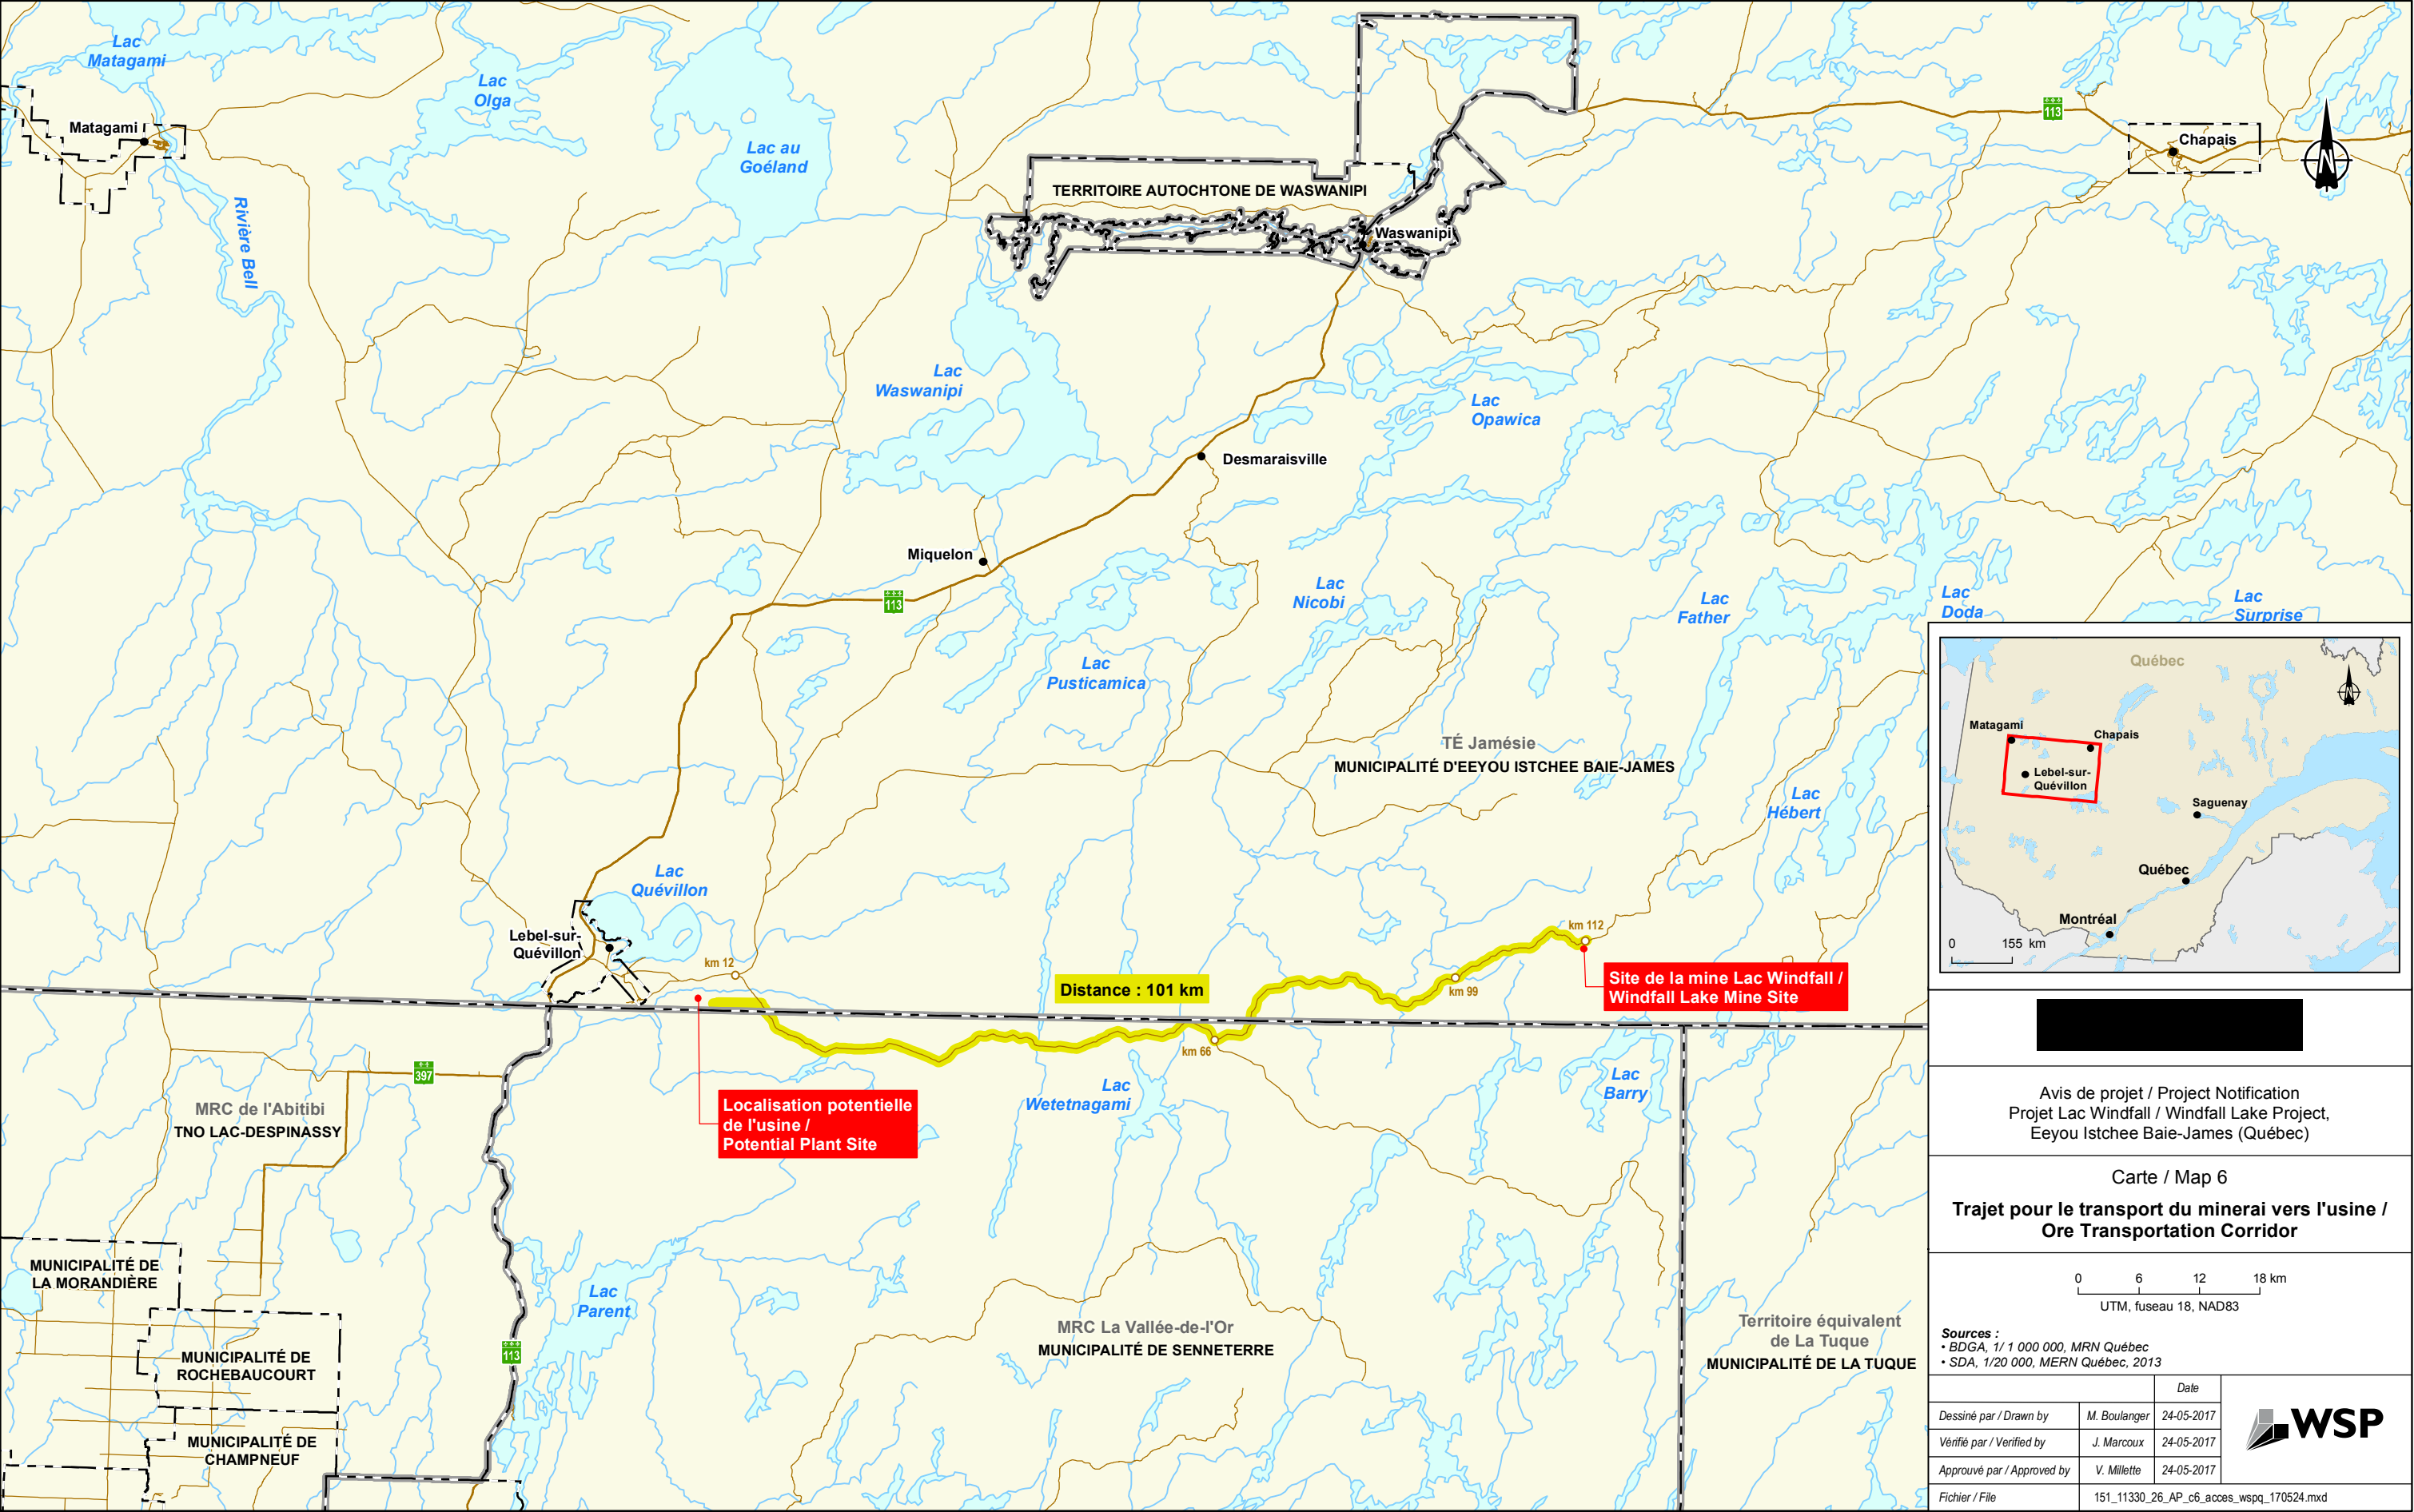 Lac
Matagami
Lac
Olga
Matagami
Rivière Bell
Lac au
Goéland
TERRITOIRE AUTOCHTONE DE WASWANIPI
Waswanipi
113
Chapais
N
Lac
Waswanipi
Lac
Opawica
Desmaraisville
Miquelon
113
Lac
Nicobi
Lac
Father
Lac
Doda
Lac
Surprise
Lac
Pusticamica
TÉ Jamésie
MUNICIPALITÉ D'EEYOU ISTCHEE BAIE-JAMES
Lac
Hébert
Lac
Quévillon
Lebel-sur-
Quévillon
km 12
km 112
km 99
km 66
Distance : 101 km
Site de la mine Lac Windfall /
Windfall Lake Mine Site
Localisation potentielle
de l'usine /
Potential Plant Site
Lac
Wetetnagami
Lac
Barry
397
MRC de l'Abitibi
TNO LAC-DESPINASSY
MUNICIPALITÉ DE
LA MORANDIÈRE
MUNICIPALITÉ DE
ROCHEBAUCOURT
MUNICIPALITÉ DE
CHAMPNEUF
Lac
Parent
113
MRC La Vallée-de-l'Or
MUNICIPALITÉ DE SENNETERRE
Territoire équivalent
de La Tuque
MUNICIPALITÉ DE LA TUQUE
Québec
Matagami
Chapais
Lebel-sur-
Quévillon
Saguenay
Québec
Montréal
0 155 km
Avis de projet / Project Notification
Projet Lac Windfall / Windfall Lake Project,
Eeyou Istchee Baie-James (Québec)
Carte / Map 6
Trajet pour le transport du minerai vers l'usine /
Ore Transportation Corridor
0 6 12 18 km
UTM, fuseau 18, NAD83
Sources :
• BDGA, 1/ 1 000 000, MRN Québec
• SDA, 1/20 000, MERN Québec, 2013
Date
Dessiné par / Drawn by M. Boulanger 24-05-2017
Vérifié par / Verified by J. Marcoux 24-05-2017
Approuvé par / Approved by V. Millette 24-05-2017
Fichier / File 151_11330_26_AP_c6_acces_wspq_170524.mxd
WSP